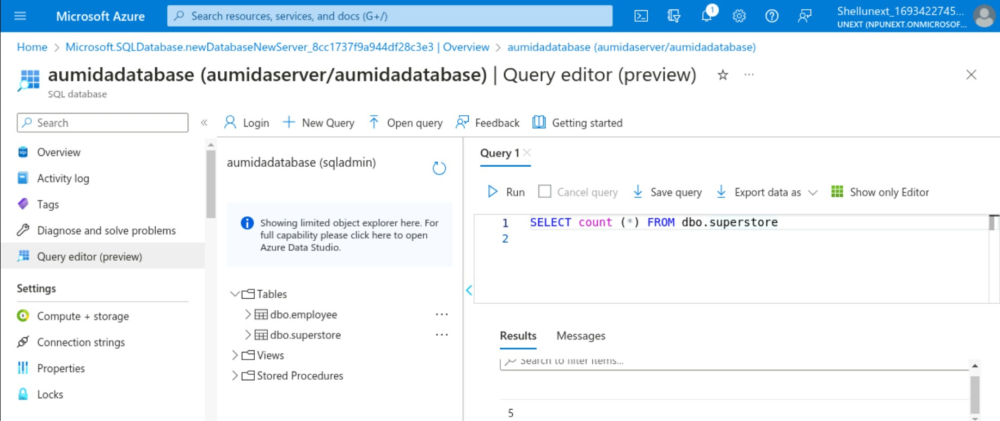 Microsoft Azure
Search resources, services, and docs (G+/)
1
Shellunext_1693422745...
UNEXT (NPUNEXT.ONMICROSOF...
Home > Microsoft.SQLDatabase.newDatabaseNewServer_8cc1737f9a944df28c3e3 | Overview > aumidadatabase (aumidaserver/aumidadatabase)
aumidadatabase (aumidaserver/aumidadatabase) | Query editor (preview)
SQL database
Search
Overview
Activity log
Tags
Diagnose and solve problems
Query editor (preview)
Settings
Compute + storage
Connection strings
Properties
Locks
Login
New Query
Open query
Feedback
Getting started
aumidadatabase (sqladmin)
Showing limited object explorer here. For
full capability please click here to open
Azure Data Studio.
Tables
dbo.employee
dbo.superstore
Views
Stored Procedures
Query 1
Run
Cancel query
Save query
Export data as
Show only Editor
1 SELECT count (*) FROM dbo.superstore
2
Results
Messages
Search to filter items...
5